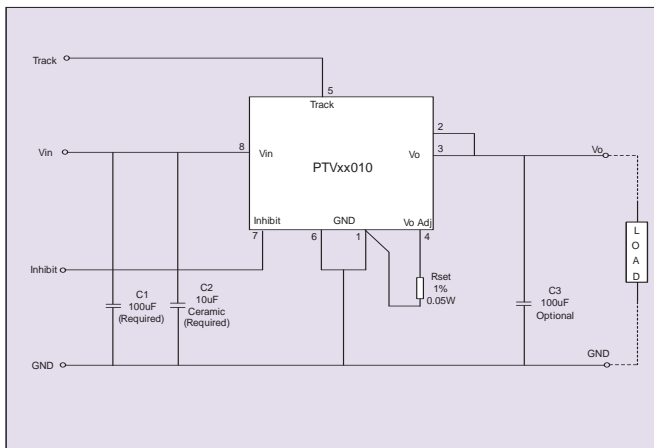 Track
5
Track
2
8
3
Vin
Vin
Vo
Vo
PTVxx010
Inhibit
GND
Vo Adj
7
6
1
4
L
O
A
D
Inhibit
Rset
1%
0.05W
C1
100uF
(Required)
C2
10uF
Ceramic
(Required)
C3
100uF
Optional
GND
GND